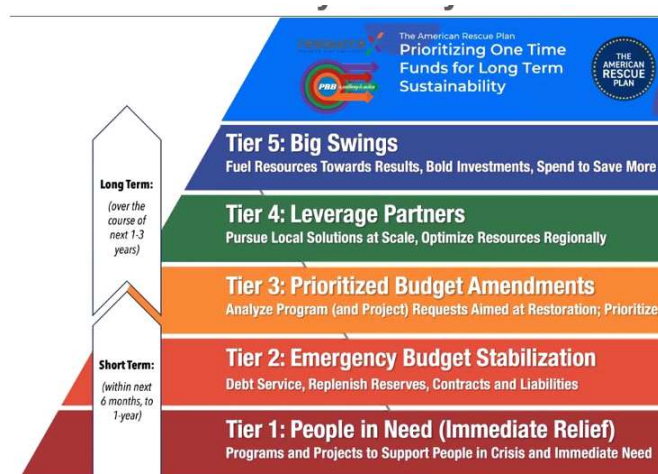 The American Rescue Plan
Prioritizing One Time
Funds for Long Term
Sustainability
THE
AMERICAN
RESCUE
PLAN
PBB
Tier 5: Big Swings
Fuel Resources Towards Results, Bold Investments, Spend to Save More
Long Term:
(over the
course of
next 1-3
years)
Tier 4: Leverage Partners
Pursue Local Solutions at Scale, Optimize Resources Regionally
Tier 3: Prioritized Budget Amendments
Analyze Program (and Project) Requests Aimed at Restoration; Prioritize
Short Term:
(within next
6 months, to
1-year)
Tier 2: Emergency Budget Stabilization
Debt Service, Replenish Reserves, Contracts and Liabilities
Tier 1: People in Need (Immediate Relief)
Programs and Projects to Support People in Crisis and Immediate Need